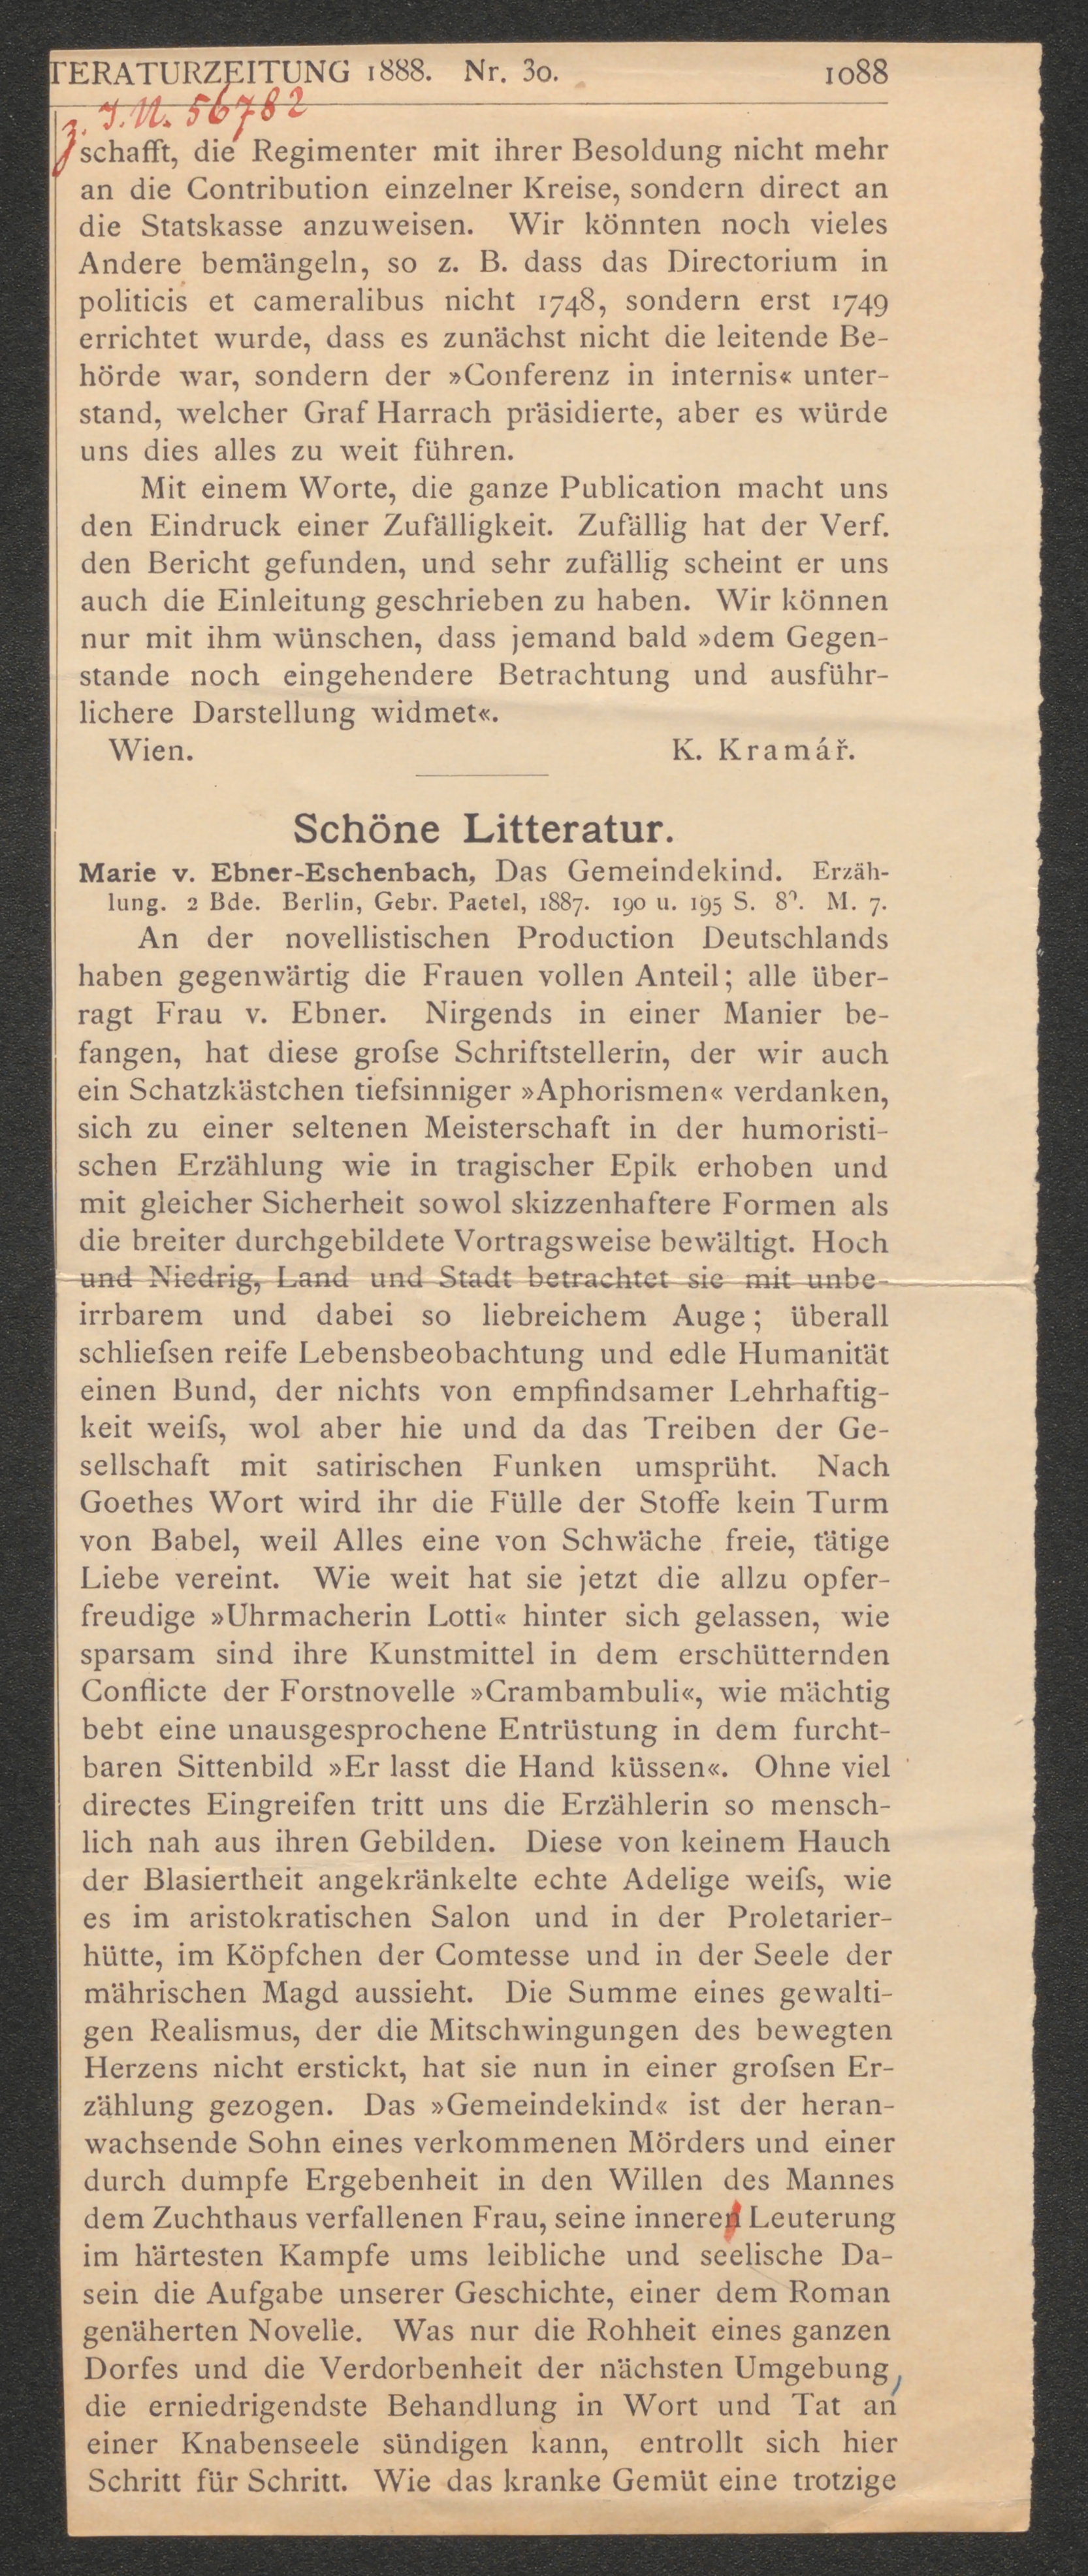 TERATURZEITUNG 1888. Nr. 30. 1088
z. I.N. 56782
schafft, die Regimenter mit ihrer Besoldung nicht mehr
an die Contribution einzelner Kreise, sondern direct an
die Statskasse anzuweisen. Wir könnten noch vieles
Andere bemängeln, so z. B. dass das Directorium in
politicis et cameralibus nicht 1748, sondern erst 1749
errichtet wurde, dass es zunächst nicht die leitende Be-
hörde war, sondern der »Conferenz in internis« unter-
stand, welcher Graf Harrach präsidierte, aber es würde
uns dies alles zu weit führen.
Mit einem Worte, die ganze Publication macht uns
den Eindruck einer Zufälligkeit. Zufällig hat der Verf.
den Bericht gefunden, und sehr zufällig scheint er uns
auch die Einleitung geschrieben zu haben. Wir können
nur mit ihm wünschen, dass jemand bald »dem Gegen-
stande noch eingehendere Betrachtung und ausführ-
lichere Darstellung widmet«.
Wien. K. Kramář.
Schöne Litteratur.
Marie v. Ebner-Eschenbach, Das Gemeindekind. Erzäh-
lung. 2 Bde. Berlin, Gebr. Paetel, 1887. 190 u. 195 S. 8⁰. M. 7.
An der novellistischen Production Deutschlands
haben gegenwärtig die Frauen vollen Anteil; alle über-
ragt Frau v. Ebner. Nirgends in einer Manier be-
fangen, hat diese groſse Schriftstellerin, der wir auch
ein Schatzkästchen tiefsinniger »Aphorismen« verdanken,
sich zu einer seltenen Meisterschaft in der humoristi-
schen Erzählung wie in tragischer Epik erhoben und
mit gleicher Sicherheit sowol skizzenhaftere Formen als
die breiter durchgebildete Vortragsweise bewältigt. Hoch
und Niedrig, Land und Stadt betrachtet sie mit unbe-
irrbarem und dabei so liebreichem Auge; überall
schlieſsen reife Lebensbeobachtung und edle Humanität
einen Bund, der nichts von empfindsamer Lehrhaftig-
keit weiſs, wol aber hie und da das Treiben der Ge-
sellschaft mit satirischen Funken umsprüht. Nach
Goethes Wort wird ihr die Fülle der Stoffe kein Turm
von Babel, weil Alles eine von Schwäche freie, tätige
Liebe vereint. Wie weit hat sie jetzt die allzu opfer-
freudige »Uhrmacherin Lotti« hinter sich gelassen, wie
sparsam sind ihre Kunstmittel in dem erschütternden
Conflicte der Forstnovelle »Crambambuli«, wie mächtig
bebt eine unausgesprochene Entrüstung in dem furcht-
baren Sittenbild »Er lasst die Hand küssen«. Ohne viel
directes Eingreifen tritt uns die Erzählerin so mensch-
lich nah aus ihren Gebilden. Diese von keinem Hauch
der Blasiertheit angekränkelte echte Adelige weiſs, wie
es im aristokratischen Salon und in der Proletarier-
hütte, im Köpfchen der Comtesse und in der Seele der
mährischen Magd aussieht. Die Summe eines gewalti-
gen Realismus, der die Mitschwingungen des bewegten
Herzens nicht erstickt, hat sie nun in einer groſsen Er-
zählung gezogen. Das »Gemeindekind« ist der heran-
wachsende Sohn eines verkommenen Mörders und einer
durch dumpfe Ergebenheit in den Willen des Mannes
dem Zuchthaus verfallenen Frau, seine inneren Leuterung
im härtesten Kampfe ums leibliche und seelische Da-
sein die Aufgabe unserer Geschichte, einer dem Roman
genäherten Novelle. Was nur die Rohheit eines ganzen
Dorfes und die Verdorbenheit der nächsten Umgebung,
die erniedrigendste Behandlung in Wort und Tat an
einer Knabenseele sündigen kann, entrollt sich hier
Schritt für Schritt. Wie das kranke Gemüt eine trotzige